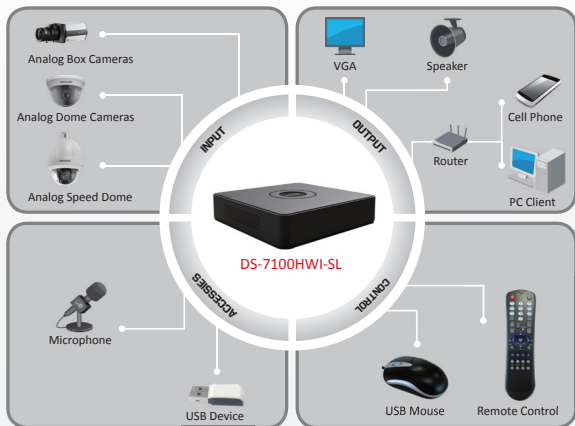 Analog Box Cameras
Analog Dome Cameras
Analog Speed Dome
INPUT
VGA
Speaker
Cell Phone
Router
PC Client
OUTPUT
DS-7100HWI-SL
ACCESSIES
Microphone
USB Device
CONTROL
USB Mouse
Remote Control